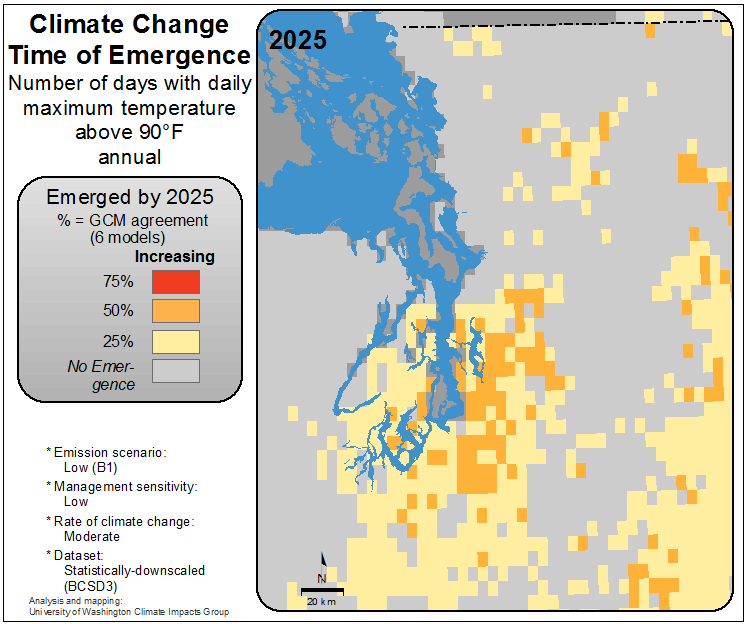 Climate Change
Time of Emergence
Number of days with daily
maximum temperature
above 90°F
annual
Emerged by 2025
% = GCM agreement
(6 models)
Increasing
75%
50%
25%
No Emer-
gence
* Emission scenario:
Low (B1)
* Management sensitivity:
Low
* Rate of climate change:
Moderate
* Dataset:
Statistically-downscaled
(BCSD3)
Analysis and mapping:
University of Washington Climate Impacts Group
2025
N
20 km